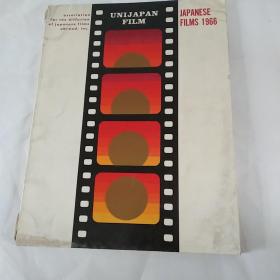 association
for the diffusion
of japanese films
abroad, inc.
UNIJAPAN
FILM
JAPANESE
FILMS 1966